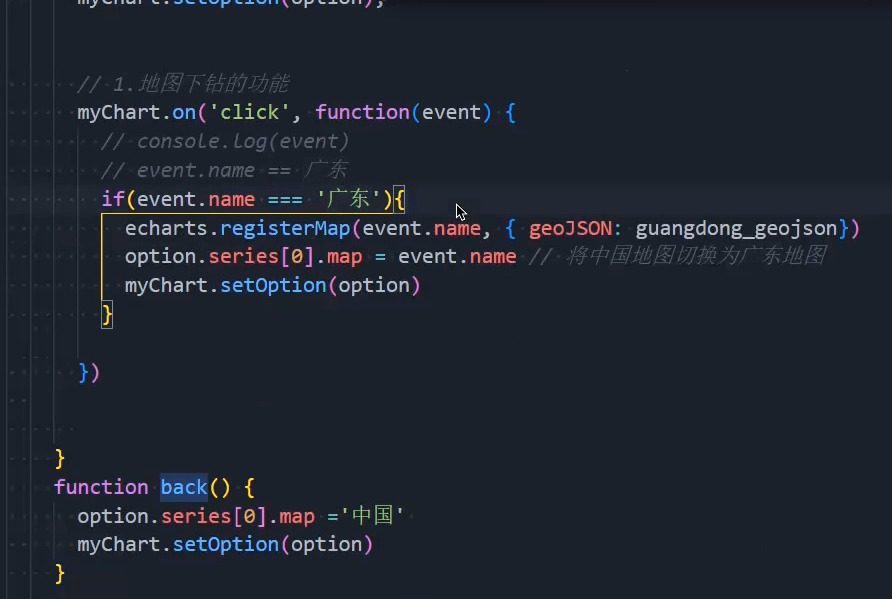 myChart.setOption(option);
// 1.地图下钻的功能
myChart.on('click', function(event) {
// console.log(event)
// event.name == 广东
if(event.name === '广东'){
echarts.registerMap(event.name, { geoJSON: guangdong_geojson})
option.series[0].map = event.name // 将中国地图切换为广东地图
myChart.setOption(option)
}
})
}
function back() {
option.series[0].map ='中国'
myChart.setOption(option)
}